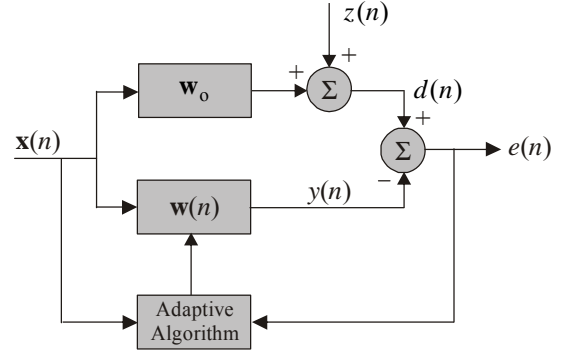 z(n)
+
+
w_o
Σ
d(n)
+
x(n)
Σ
e(n)
−
w(n)
y(n)
Adaptive
Algorithm